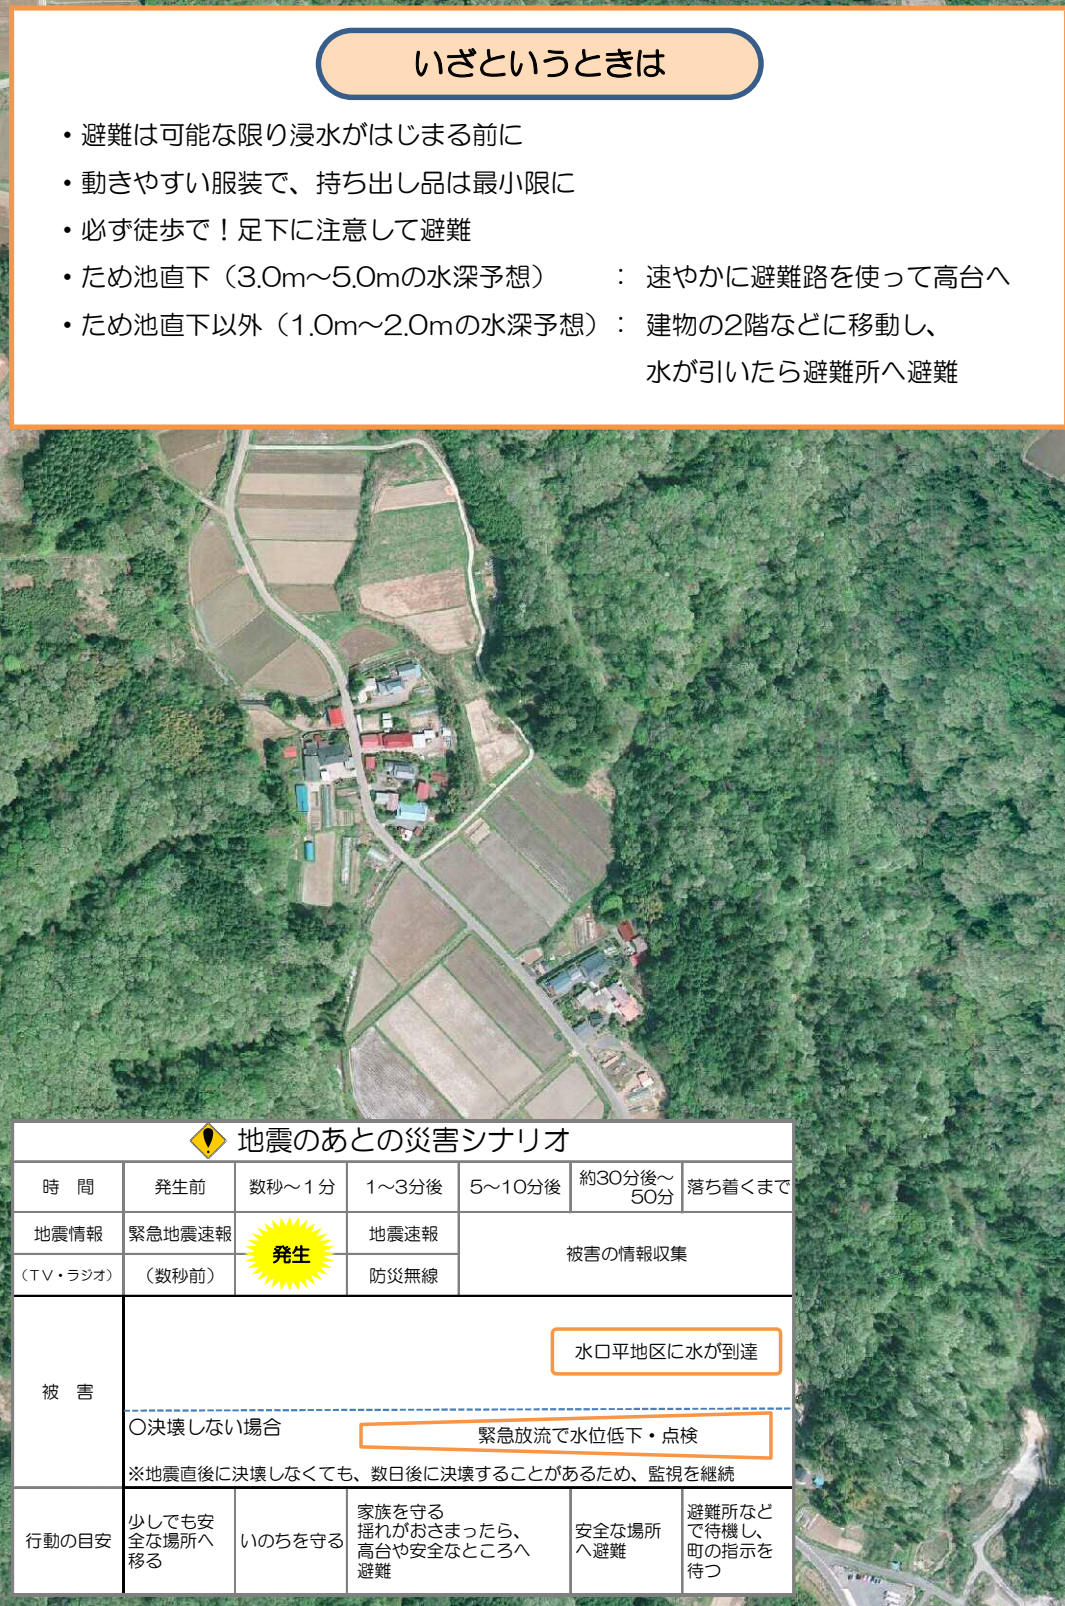 いざというときは
・避難は可能な限り浸水がはじまる前に
・動きやすい服装で、持ち出し品は最小限に
・必ず徒歩で！足下に注意して避難
・ため池直下（3.0m～5.0mの水深予想）　：　速やかに避難路を使って高台へ
・ため池直下以外（1.0m～2.0mの水深予想）：　建物の2階などに移動し、
水が引いたら避難所へ避難
地震のあとの災害シナリオ
時　間　発生前　数秒～１分　1～3分後　5～10分後　約30分後～50分　落ち着くまで
地震情報　緊急地震速報　発生　地震速報　被害の情報収集
（TV・ラジオ）　（数秒前）　防災無線
水口平地区に水が到達
被　害
〇決壊しない場合
緊急放流で水位低下・点検
※地震直後に決壊しなくても、数日後に決壊することがあるため、監視を継続
行動の目安
少しでも安
全な場所へ
移る
いのちを守る
家族を守る
揺れがおさまったら、
高台や安全なところへ
避難
安全な場所
へ避難
避難所など
で待機し、
町の指示を
待つ